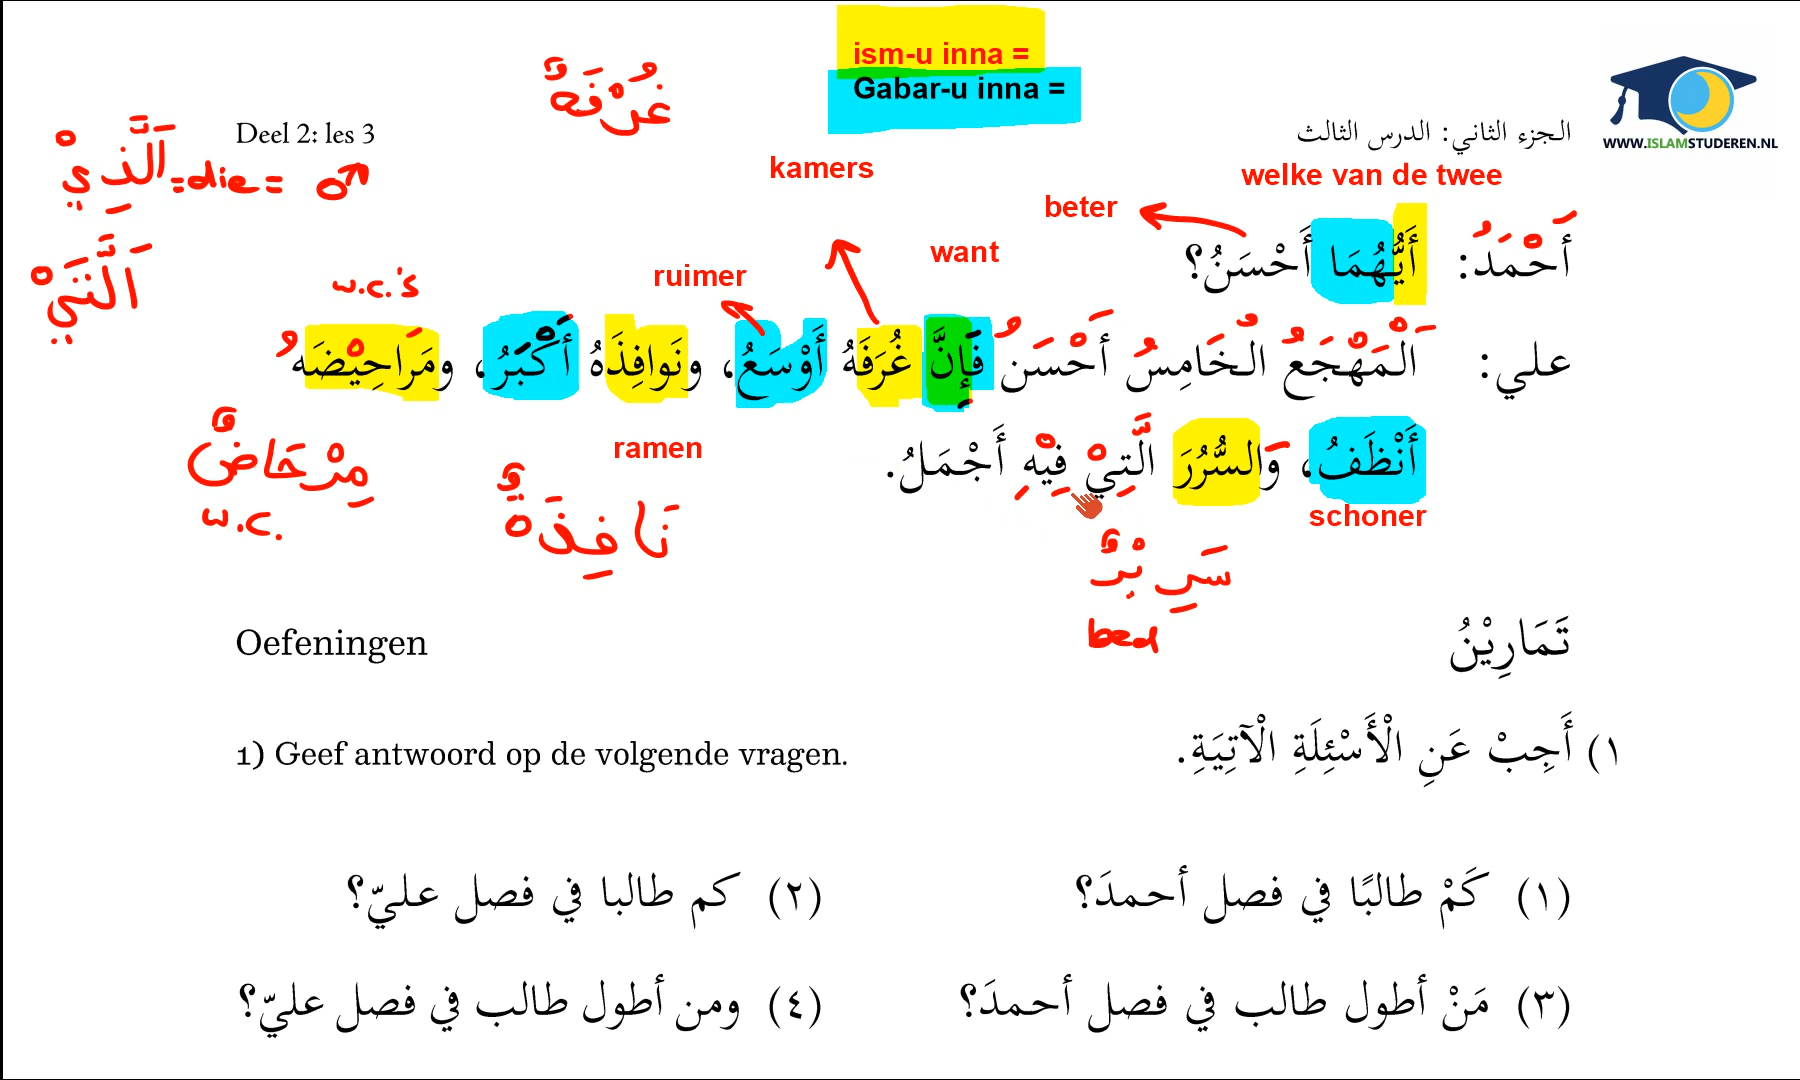 ism-u inna =
Gabar-u inna =
غُرْفَةٌ
Deel 2: les 3
الجزء الثاني: الدرس الثالث
WWW.ISLAMSTUDEREN.NL
اَلَّذِيْ = die =
kamers
welke van de twee
beter
أَحْمَدُ: أَيُّهُمَا أَحْسَنُ؟
اَلَّتِيْ
want
ruimer
w.c.'s
علي: اَلْمَهْجَعُ الْخَامِسُ أَحْسَنُ فَإِنَّ غُرَفَهُ أَوْسَعُ، ونَوافِذَهُ أَكْبَرُ، ومَرَاحِيْضَهُ
أَنْظَفُ، وَالسُّرُرَ الَّتِيْ فِيْهِ أَجْمَلُ.
ramen
schoner
مِرْحَاضٌ
w.c.
نَافِذَةٌ
سَرِيْرٌ
bed
Oefeningen
تَمَارِيْنُ
1) Geef antwoord op de volgende vragen.
١) أَجِبْ عَنِ الْأَسْئِلَةِ الْآتِيَةِ.
(١) كَمْ طالبًا في فصل أحمدَ؟
(٢) كم طالبا في فصل عليّ؟
(٣) مَنْ أطول طالب في فصل أحمدَ؟
(٤) ومن أطول طالب في فصل عليّ؟